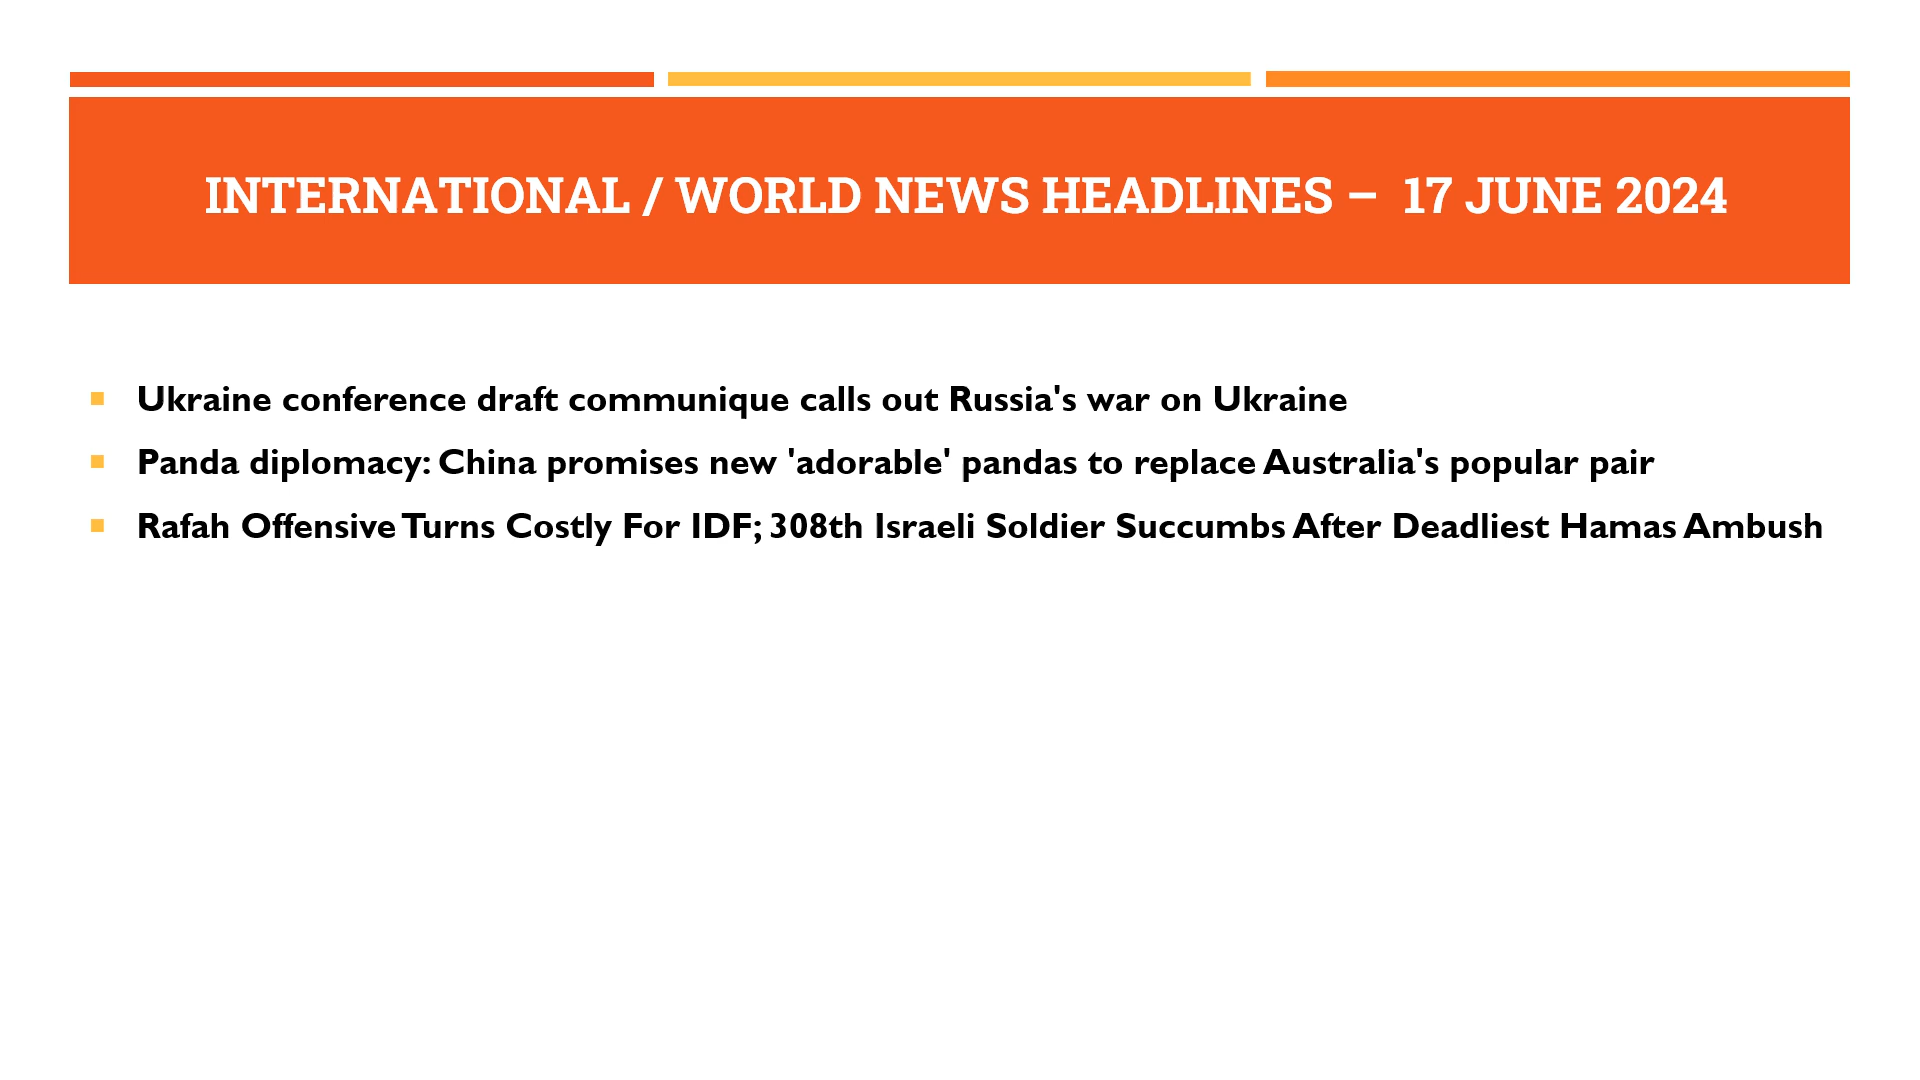 INTERNATIONAL / WORLD NEWS HEADLINES – 17 JUNE 2024
Ukraine conference draft communique calls out Russia's war on Ukraine
Panda diplomacy: China promises new 'adorable' pandas to replace Australia's popular pair
Rafah Offensive Turns Costly For IDF; 308th Israeli Soldier Succumbs After Deadliest Hamas Ambush